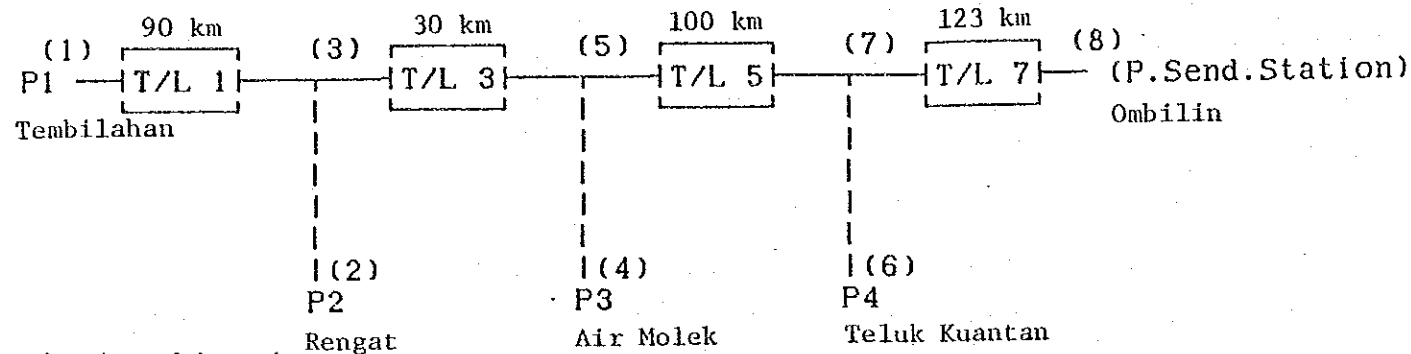 90 km 30 km 100 km 123 km
(1) (3) (5) (7) (8)
P1 T/L 1 T/L 3 T/L 5 T/L 7 (P.Send.Station)
Tembilahan Ombilin
(2) (4) (6)
P2 P3 P4
Rengat Air Molek Teluk Kuantan